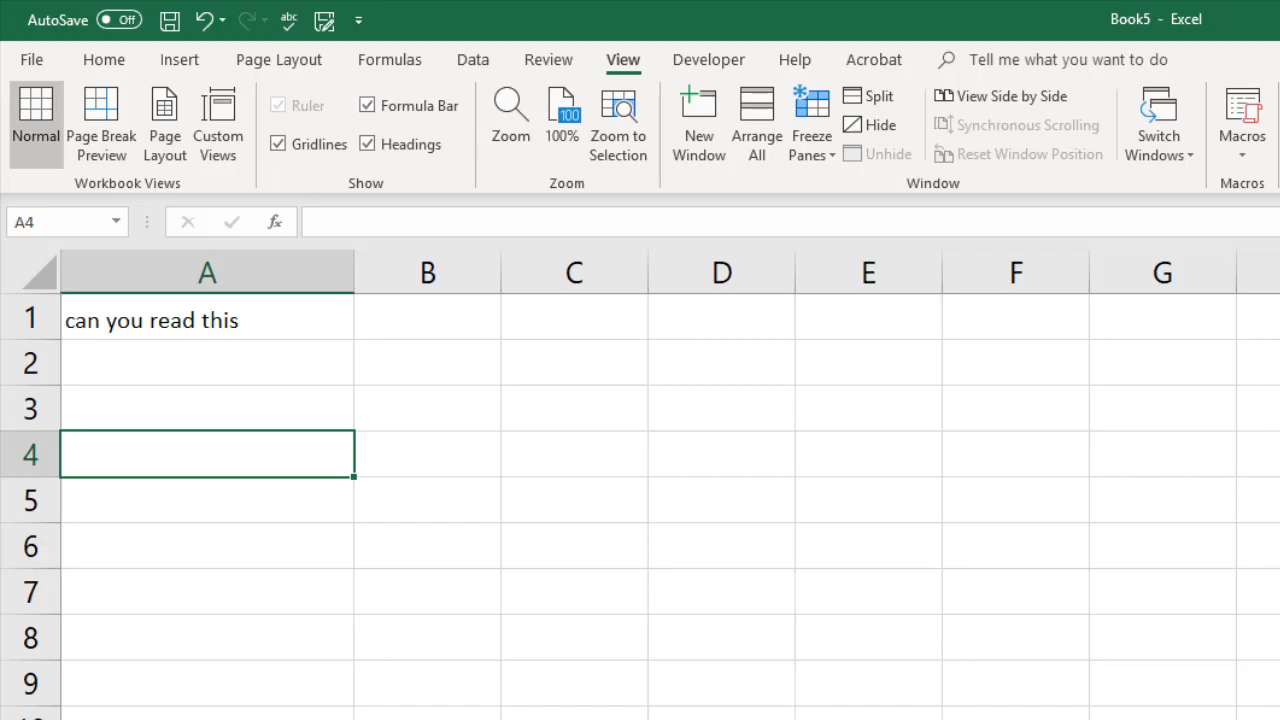 AutoSave Off abc Book5 - Excel
File Home Insert Page Layout Formulas Data Review View Developer Help Acrobat Tell me what you want to do
Normal
Page Break Preview
Page Layout
Custom Views
Workbook Views
Ruler
Formula Bar
Gridlines
Headings
Show
Zoom
100
100%
Zoom to Selection
Zoom
New Window
Arrange All
Freeze Panes
Split
Hide
Unhide
View Side by Side
Synchronous Scrolling
Reset Window Position
Switch Windows
Window
Macros
Macros
A4 fx
A B C D E F G
1 can you read this
2
3
4
5
6
7
8
9
10